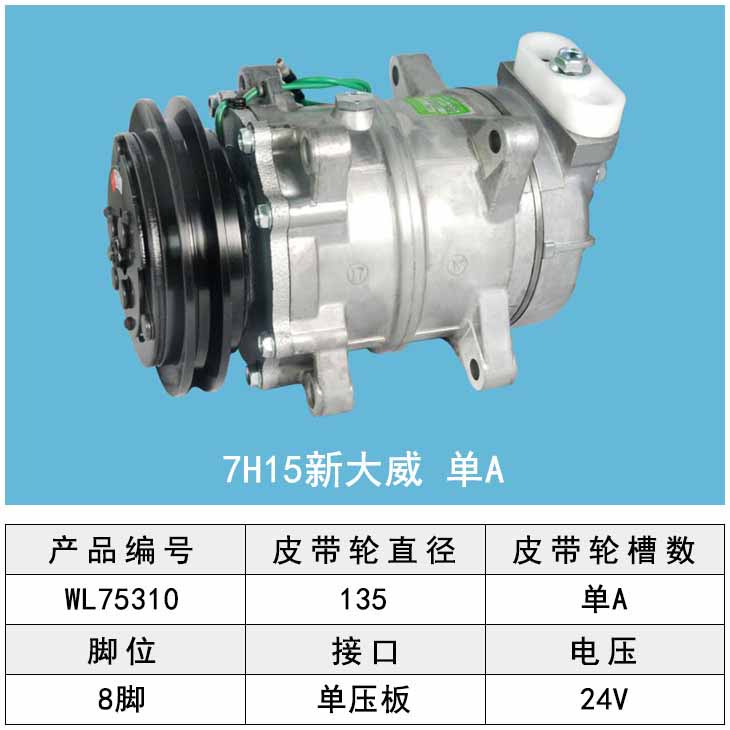 7H15新大威 单A
产品编号 皮带轮直径 皮带轮槽数
WL75310 135 单A
脚位 接口 电压
8脚 单压板 24V